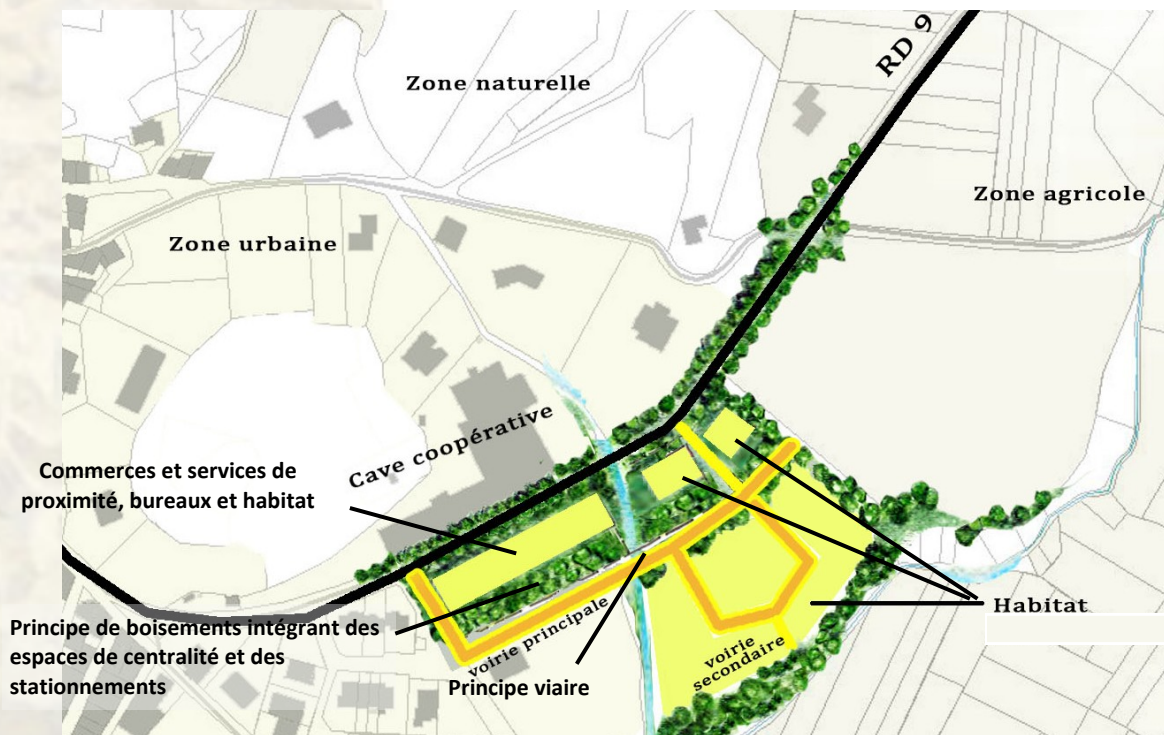 RD 9
Zone naturelle
Zone agricole
Zone urbaine
Cave coopérative
Commerces et services de
proximité, bureaux et habitat
Habitat
Principe de boisements intégrant des
espaces de centralité et des
stationnements
voirie principale
voirie
secondaire
Principe viaire